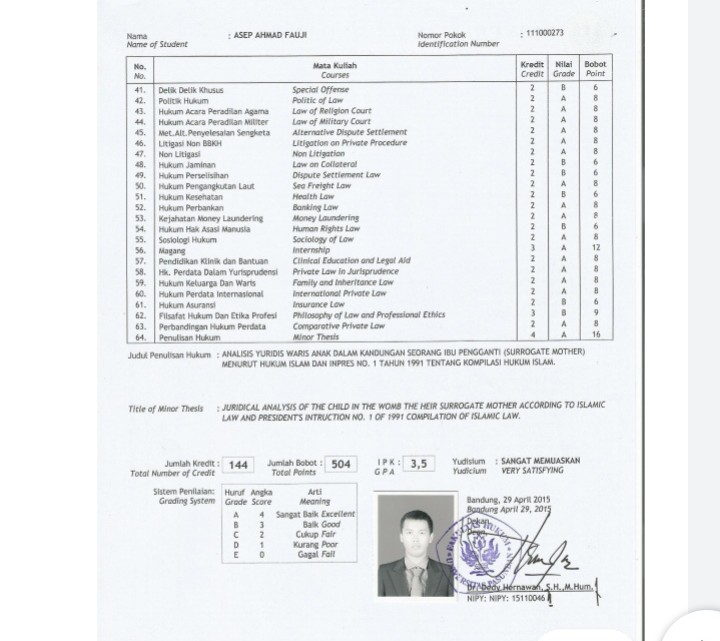 Nama : ASEP AHMAD FAUJI Nomor Pokok : 111000273
Name of Student Identification Number
No. Mata Kuliah Kredit Nilai Bobot
No. Courses Credit Grade Point
41. Delik Delik Khusus Special Offense 2 B 6
42. Politik Hukum Politic of Law 2 A 8
43. Hukum Acara Peradilan Agama Law of Religion Court 2 A 8
44. Hukum Acara Peradilan Militer Law of Military Court 2 A 8
45. Met.Alt.Penyelesaian Sengketa Alternative Dispute Settlement 2 A 8
46. Litigasi Non BBKH Litigation on Private Procedure 2 A 8
47. Non Litigasi Non Litigation 2 A 8
48. Hukum Jaminan Law on Collateral 2 B 6
49. Hukum Perselisihan Dispute Settlement Law 2 B 6
50. Hukum Pengangkutan Laut Sea Freight Law 2 A 8
51. Hukum Kesehatan Health Law 2 B 6
52. Hukum Perbankan Banking Law 2 A 8
53. Kejahatan Money Laundering Money Laundering 2 A 8
54. Hukum Hak Asasi Manusia Human Rights Law 2 B 6
55. Sosiologi Hukum Sociology of Law 2 A 8
56. Magang Internship 3 A 12
57. Pendidikan Klinik dan Bantuan Clinical Education and Legal Aid 2 A 8
58. Hk. Perdata Dalam Yurisprudensi Private Law in Jurisprudence 2 A 8
59. Hukum Keluarga Dan Waris Family and Inheritance Law 2 A 8
60. Hukum Perdata Internasional International Private Law 2 A 8
61. Hukum Asuransi Insurance Law 2 B 6
62. Filsafat Hukum Dan Etika Profesi Philosophy of Law and Professional Ethics 3 B 9
63. Perbandingan Hukum Perdata Comparative Private Law 2 A 8
64. Penulisan Hukum Minor Thesis 4 A 16
Judul Penulisan Hukum : ANALISIS YURIDIS WARIS ANAK DALAM KANDUNGAN SEORANG IBU PENGGANTI (SURROGATE MOTHER)
MENURUT HUKUM ISLAM DAN INPRES NO. 1 TAHUN 1991 TENTANG KOMPILASI HUKUM ISLAM.
Title of Minor Thesis : JURIDICAL ANALYSIS OF THE CHILD IN THE WOMB THE HEIR SURROGATE MOTHER ACCORDING TO ISLAMIC
LAW AND PRESIDENT'S INTRUCTION NO. 1 OF 1991 COMPILATION OF ISLAMIC LAW.
Jumlah Kredit : 144 Jumlah Bobot : 504 I P K : 3,5 Yudisium : SANGAT MEMUASKAN
Total Number of Credit Total Points G P A Yudicium VERY SATISFYING
Sistem Penilaian: Huruf Angka Arti
Grading System Grade Score Meaning
A 4 Sangat Baik Excellent
B 3 Baik Good
C 2 Cukup Fair
D 1 Kurang Poor
E 0 Gagal Fail
Bandung, 29 April 2015
Bandung April 29, 2015
Dekan
Dean,
FAKULTAS HUKUM
UNIVERSITAS PASUNDAN
Dr. Dedy Hernawan, S.H.,M.Hum.
NIPY: NIPY: 15110046